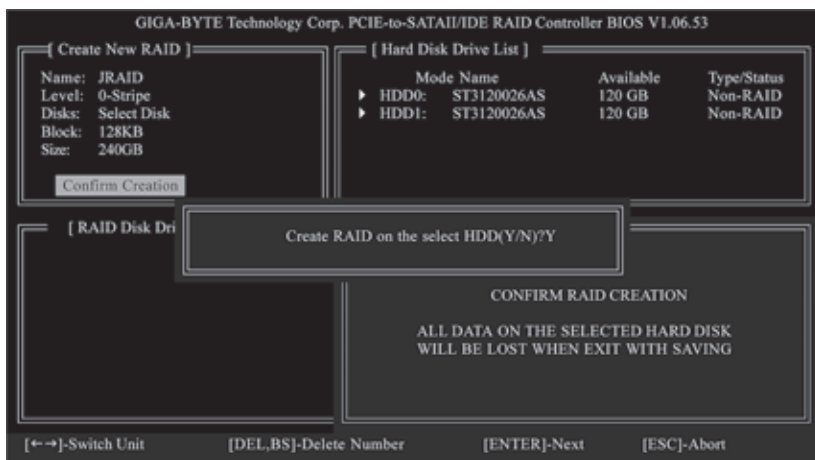 GIGA-BYTE Technology Corp. PCIE-to-SATAII/IDE RAID Controller BIOS V1.06.53
[ Create New RAID ]
Name: JRAID
Level: 0-Stripe
Disks: Select Disk
Block: 128KB
Size: 240GB
Confirm Creation
[ Hard Disk Drive List ]
Mode Name Available Type/Status
HDD0: ST3120026AS 120 GB Non-RAID
HDD1: ST3120026AS 120 GB Non-RAID
[ RAID Disk Dri
Create RAID on the select HDD(Y/N)?Y
CONFIRM RAID CREATION
ALL DATA ON THE SELECTED HARD DISK
WILL BE LOST WHEN EXIT WITH SAVING
[←→]-Switch Unit [DEL,BS]-Delete Number [ENTER]-Next [ESC]-Abort